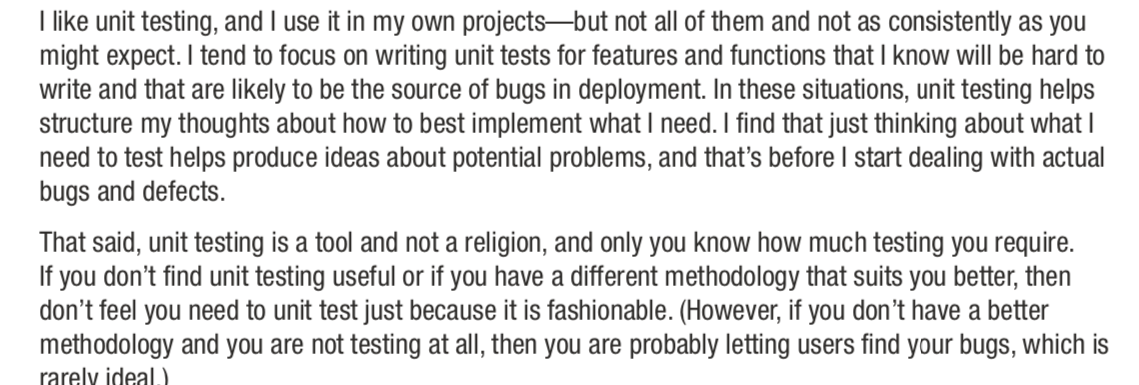 I like unit testing, and I use it in my own projects—but not all of them and not as consistently as you
might expect. I tend to focus on writing unit tests for features and functions that I know will be hard to
write and that are likely to be the source of bugs in deployment. In these situations, unit testing helps
structure my thoughts about how to best implement what I need. I find that just thinking about what I
need to test helps produce ideas about potential problems, and that’s before I start dealing with actual
bugs and defects.
That said, unit testing is a tool and not a religion, and only you know how much testing you require.
If you don’t find unit testing useful or if you have a different methodology that suits you better, then
don’t feel you need to unit test just because it is fashionable. (However, if you don’t have a better
methodology and you are not testing at all, then you are probably letting users find your bugs, which is
rarely ideal.)